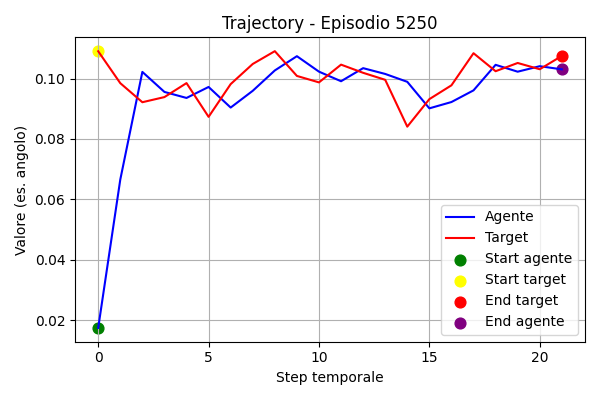 Trajectory - Episodio 5250
Valore (es. angolo)
0.10
0.08
0.06
0.04
0.02
0
5
10
15
20
Step temporale
Agente
Target
Start agente
Start target
End target
End agente